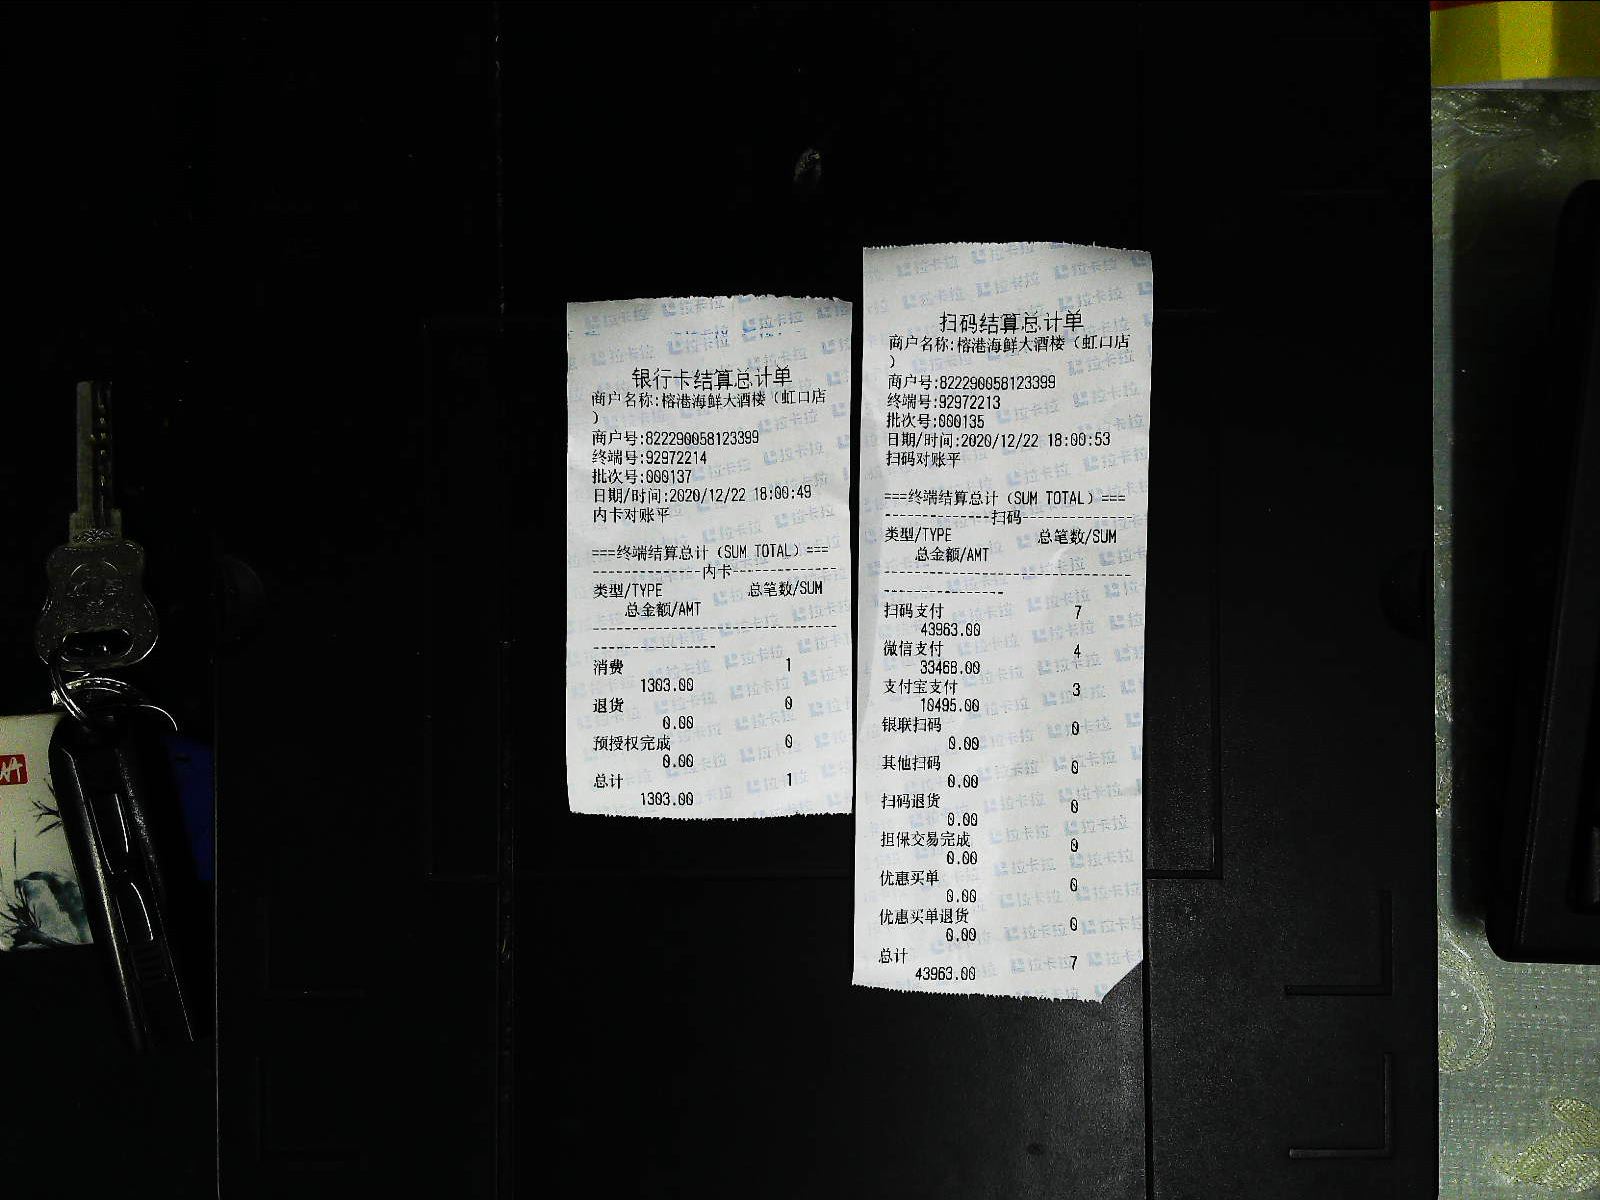 银行卡结算总计单
商户名称:榕港海鲜大酒楼（虹口店
）
商户号:822290058123399
终端号:92972214
批次号:000137
日期/时间:2020/12/22 18:00:49
内卡对账平
===终端结算总计（SUM TOTAL）===
----------------内卡----------------
类型/TYPE 总笔数/SUM
总金额/AMT
消费 1
1303.00
退货 0
0.00
预授权完成 0
0.00
总计 1
1303.00
扫码结算总计单
商户名称:榕港海鲜大酒楼（虹口店
）
商户号:822290058123399
终端号:92972213
批次号:000135
日期/时间:2020/12/22 18:00:53
扫码对账平
===终端结算总计（SUM TOTAL）===
----------------扫码----------------
类型/TYPE 总笔数/SUM
总金额/AMT
扫码支付 7
43963.00
微信支付 4
33468.00
支付宝支付 3
10495.00
银联扫码 0
0.00
其他扫码 0
0.00
扫码退货 0
0.00
担保交易完成 0
0.00
优惠买单 0
0.00
优惠买单退货 0
0.00
总计 7
43963.00
拉卡拉